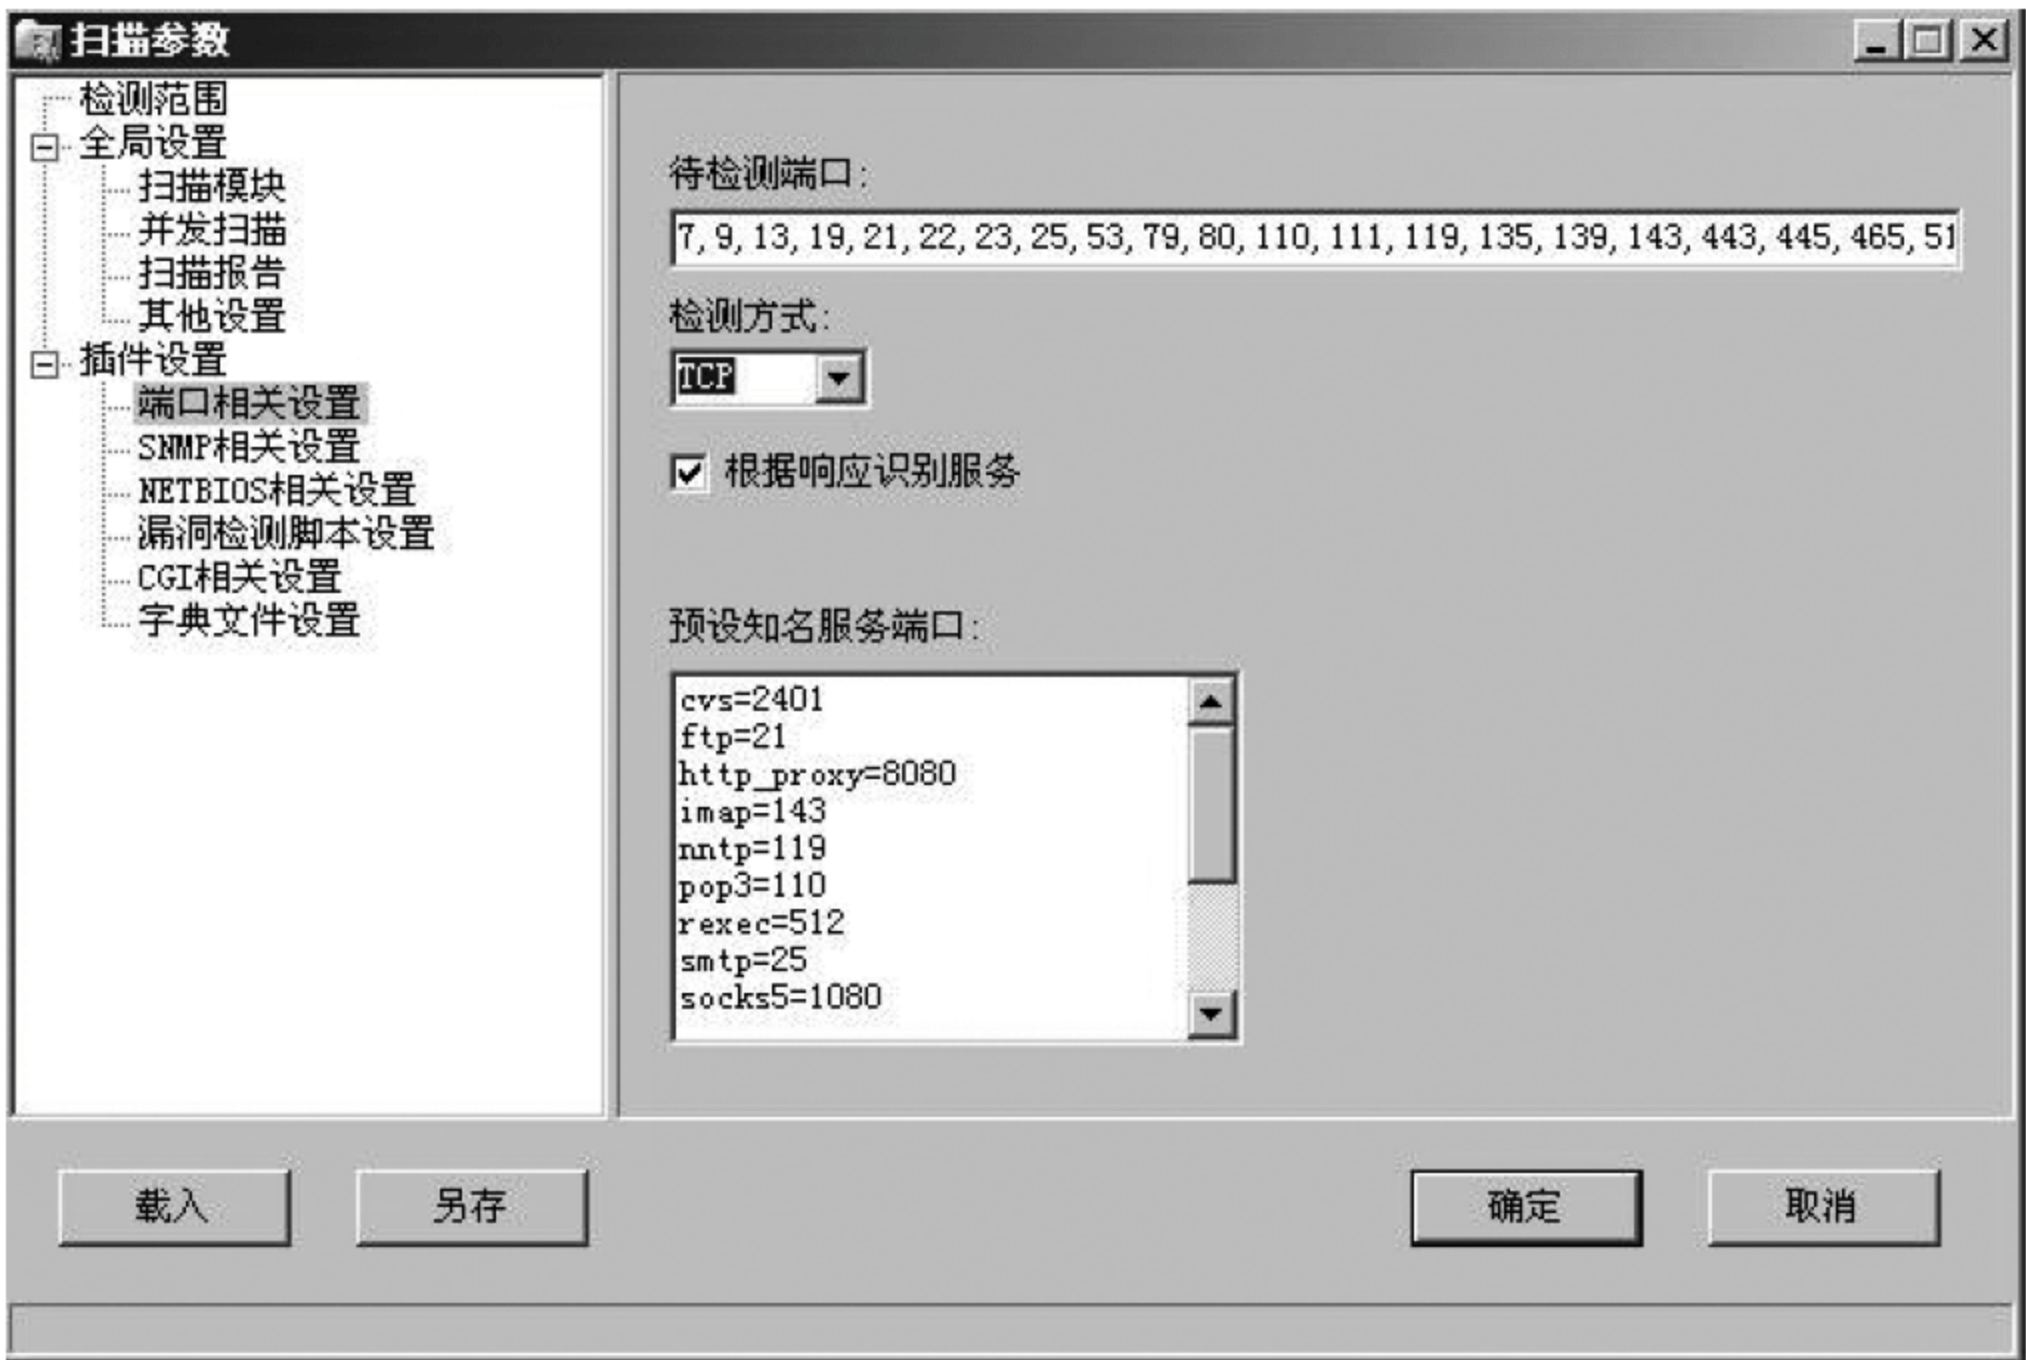 扫描参数
检测范围
全局设置
扫描模块
并发扫描
扫描报告
其他设置
插件设置
端口相关设置
SNMP相关设置
NETBIOS相关设置
漏洞检测脚本设置
CGI相关设置
字典文件设置
待检测端口:
7,9,13,19,21,22,23,25,53,79,80,110,111,119,135,139,143,443,445,465,51
检测方式:
TCP
根据响应识别服务
预设知名服务端口:
cvs=2401
ftp=21
http_proxy=8080
imap=143
nntp=119
pop3=110
rexec=512
smtp=25
socks5=1080
载入
另存
确定
取消